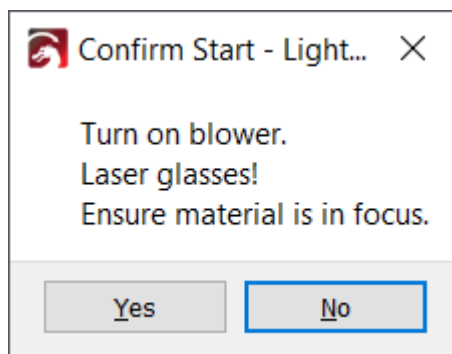 Confirm Start - Light...
Turn on blower.
Laser glasses!
Ensure material is in focus.
Yes
No